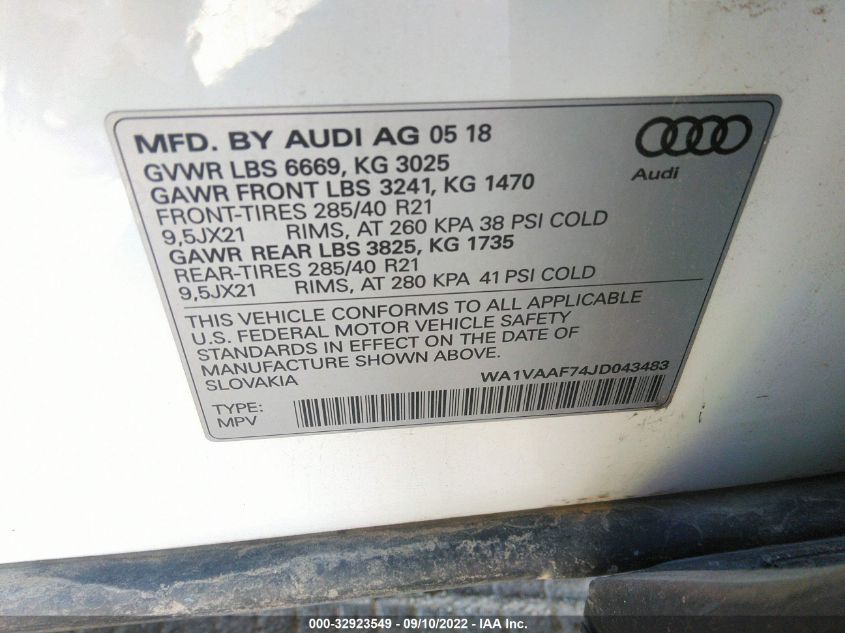 MFD. BY AUDI AG 05 18
GVWR LBS 6669, KG 3025
GAWR FRONT LBS 3241, KG 1470
FRONT-TIRES 285/40 R21
9,5JX21 RIMS, AT 260 KPA 38 PSI COLD
GAWR REAR LBS 3825, KG 1735
REAR-TIRES 285/40 R21
9,5JX21 RIMS, AT 280 KPA 41 PSI COLD
Audi
THIS VEHICLE CONFORMS TO ALL APPLICABLE
U.S. FEDERAL MOTOR VEHICLE SAFETY
STANDARDS IN EFFECT ON THE DATE OF
MANUFACTURE SHOWN ABOVE.
SLOVAKIA
WA1VAAF74JD043483
TYPE:
MPV
000-32923549 - 09/10/2022 - IAA Inc.